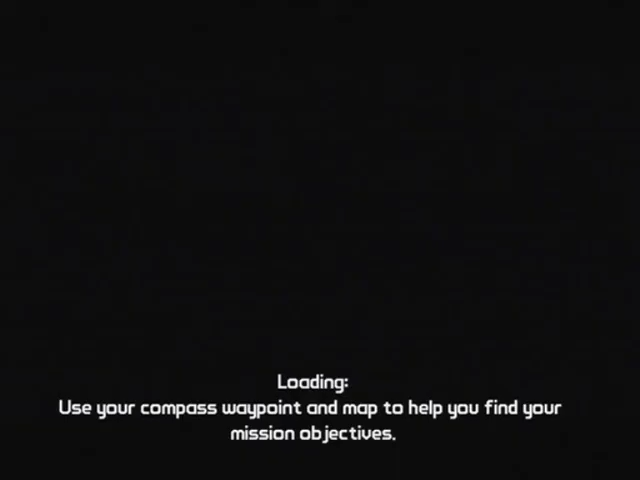 Loading:
Use your compass waypoint and map to help you find your
mission objectives.